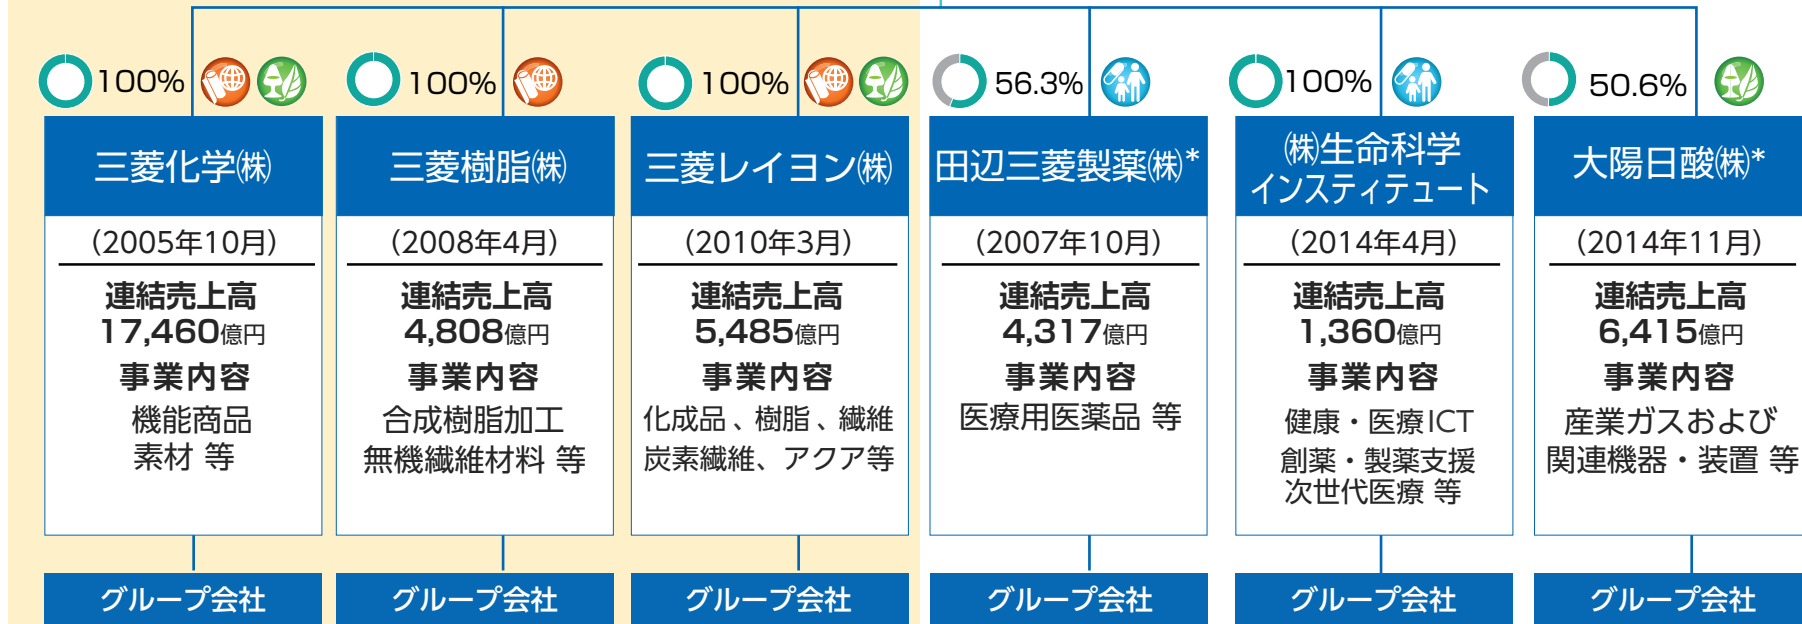 100%
三菱化学㈱
(2005年10月)
連結売上高
17,460億円
事業内容
機能商品
素材 等
グループ会社
100%
三菱樹脂㈱
(2008年4月)
連結売上高
4,808億円
事業内容
合成樹脂加工
無機繊維材料 等
グループ会社
100%
三菱レイヨン㈱
(2010年3月)
連結売上高
5,485億円
事業内容
化成品、樹脂、繊維
炭素繊維、アクア等
グループ会社
56.3%
田辺三菱製薬㈱*
(2007年10月)
連結売上高
4,317億円
事業内容
医療用医薬品 等
グループ会社
100%
㈱生命科学
インスティテュート
(2014年4月)
連結売上高
1,360億円
事業内容
健康・医療ICT
創薬・製薬支援
次世代医療 等
グループ会社
50.6%
大陽日酸㈱*
(2014年11月)
連結売上高
6,415億円
事業内容
産業ガスおよび
関連機器・装置 等
グループ会社